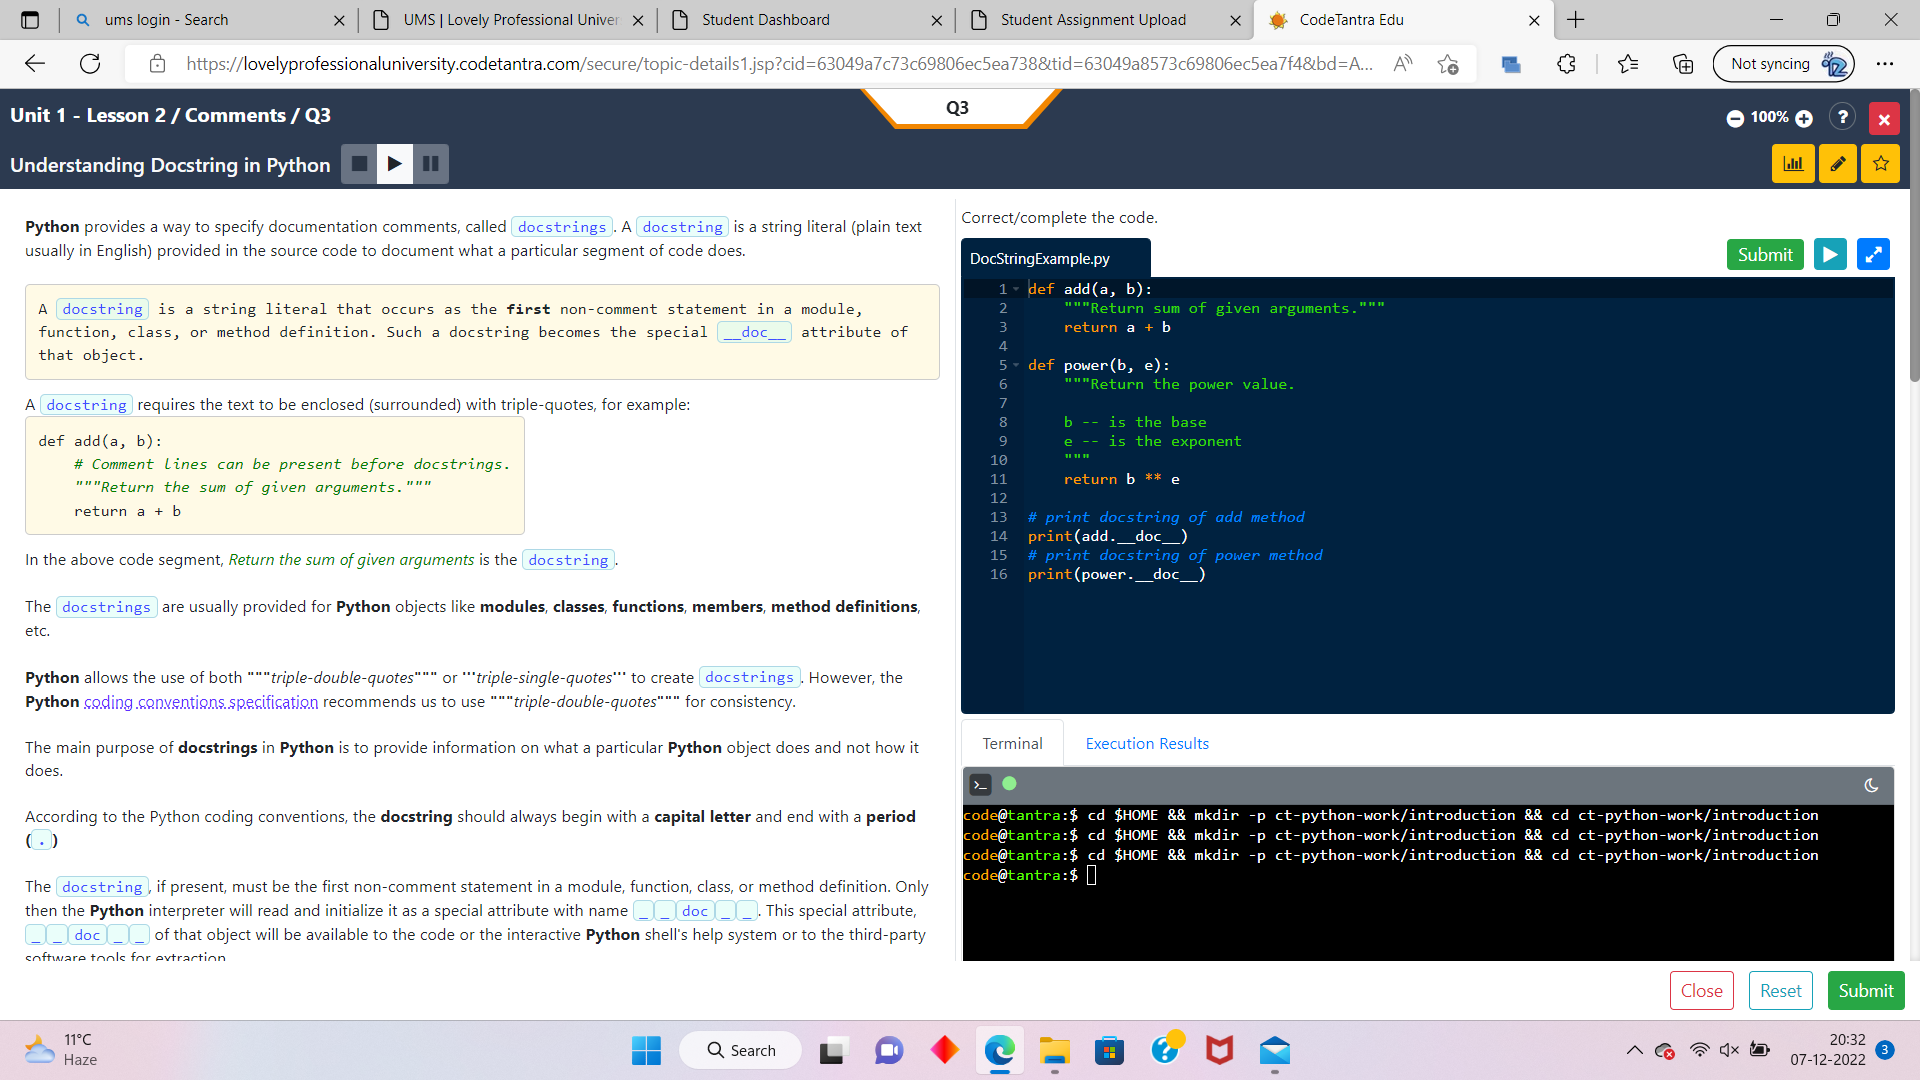 ums login - Search
UMS | Lovely Professional Univer
Student Dashboard
Student Assignment Upload
CodeTantra Edu
https://lovelyprofessionaluniversity.codetantra.com/secure/topic-details1.jsp?cid=63049a7c73c69806ec5ea738&tid=63049a8573c69806ec5ea7f4&bd=A...
Not syncing
Unit 1 - Lesson 2 / Comments / Q3
Q3
100%
?
Understanding Docstring in Python
Python provides a way to specify documentation comments, called docstrings. A docstring is a string literal (plain text
usually in English) provided in the source code to document what a particular segment of code does.
A docstring is a string literal that occurs as the first non-comment statement in a module,
function, class, or method definition. Such a docstring becomes the special __doc__ attribute of
that object.
A docstring requires the text to be enclosed (surrounded) with triple-quotes, for example:
def add(a, b):
# Comment lines can be present before docstrings.
"""Return the sum of given arguments."""
return a + b
In the above code segment, Return the sum of given arguments is the docstring.
The docstrings are usually provided for Python objects like modules, classes, functions, members, method definitions,
etc.
Python allows the use of both """triple-double-quotes""" or '''triple-single-quotes''' to create docstrings. However, the
Python coding conventions specification recommends us to use """triple-double-quotes""" for consistency.
The main purpose of docstrings in Python is to provide information on what a particular Python object does and not how it
does.
According to the Python coding conventions, the docstring should always begin with a capital letter and end with a period
(.)
The docstring, if present, must be the first non-comment statement in a module, function, class, or method definition. Only
then the Python interpreter will read and initialize it as a special attribute with name _ _ doc _ _. This special attribute,
_ _ doc _ _ of that object will be available to the code or the interactive Python shell's help system or to the third-party
software tools for extraction
Correct/complete the code.
DocStringExample.py
Submit
1 def add(a, b):
2 """Return sum of given arguments."""
3 return a + b
4
5 def power(b, e):
6 """Return the power value.
7
8 b -- is the base
9 e -- is the exponent
10 """
11 return b ** e
12
13 # print docstring of add method
14 print(add.__doc__)
15 # print docstring of power method
16 print(power.__doc__)
Terminal
Execution Results
code@tantra:$ cd $HOME && mkdir -p ct-python-work/introduction && cd ct-python-work/introduction
code@tantra:$ cd $HOME && mkdir -p ct-python-work/introduction && cd ct-python-work/introduction
code@tantra:$ cd $HOME && mkdir -p ct-python-work/introduction && cd ct-python-work/introduction
code@tantra:$
Close
Reset
Submit
11°C
Haze
Search
20:32
07-12-2022
3